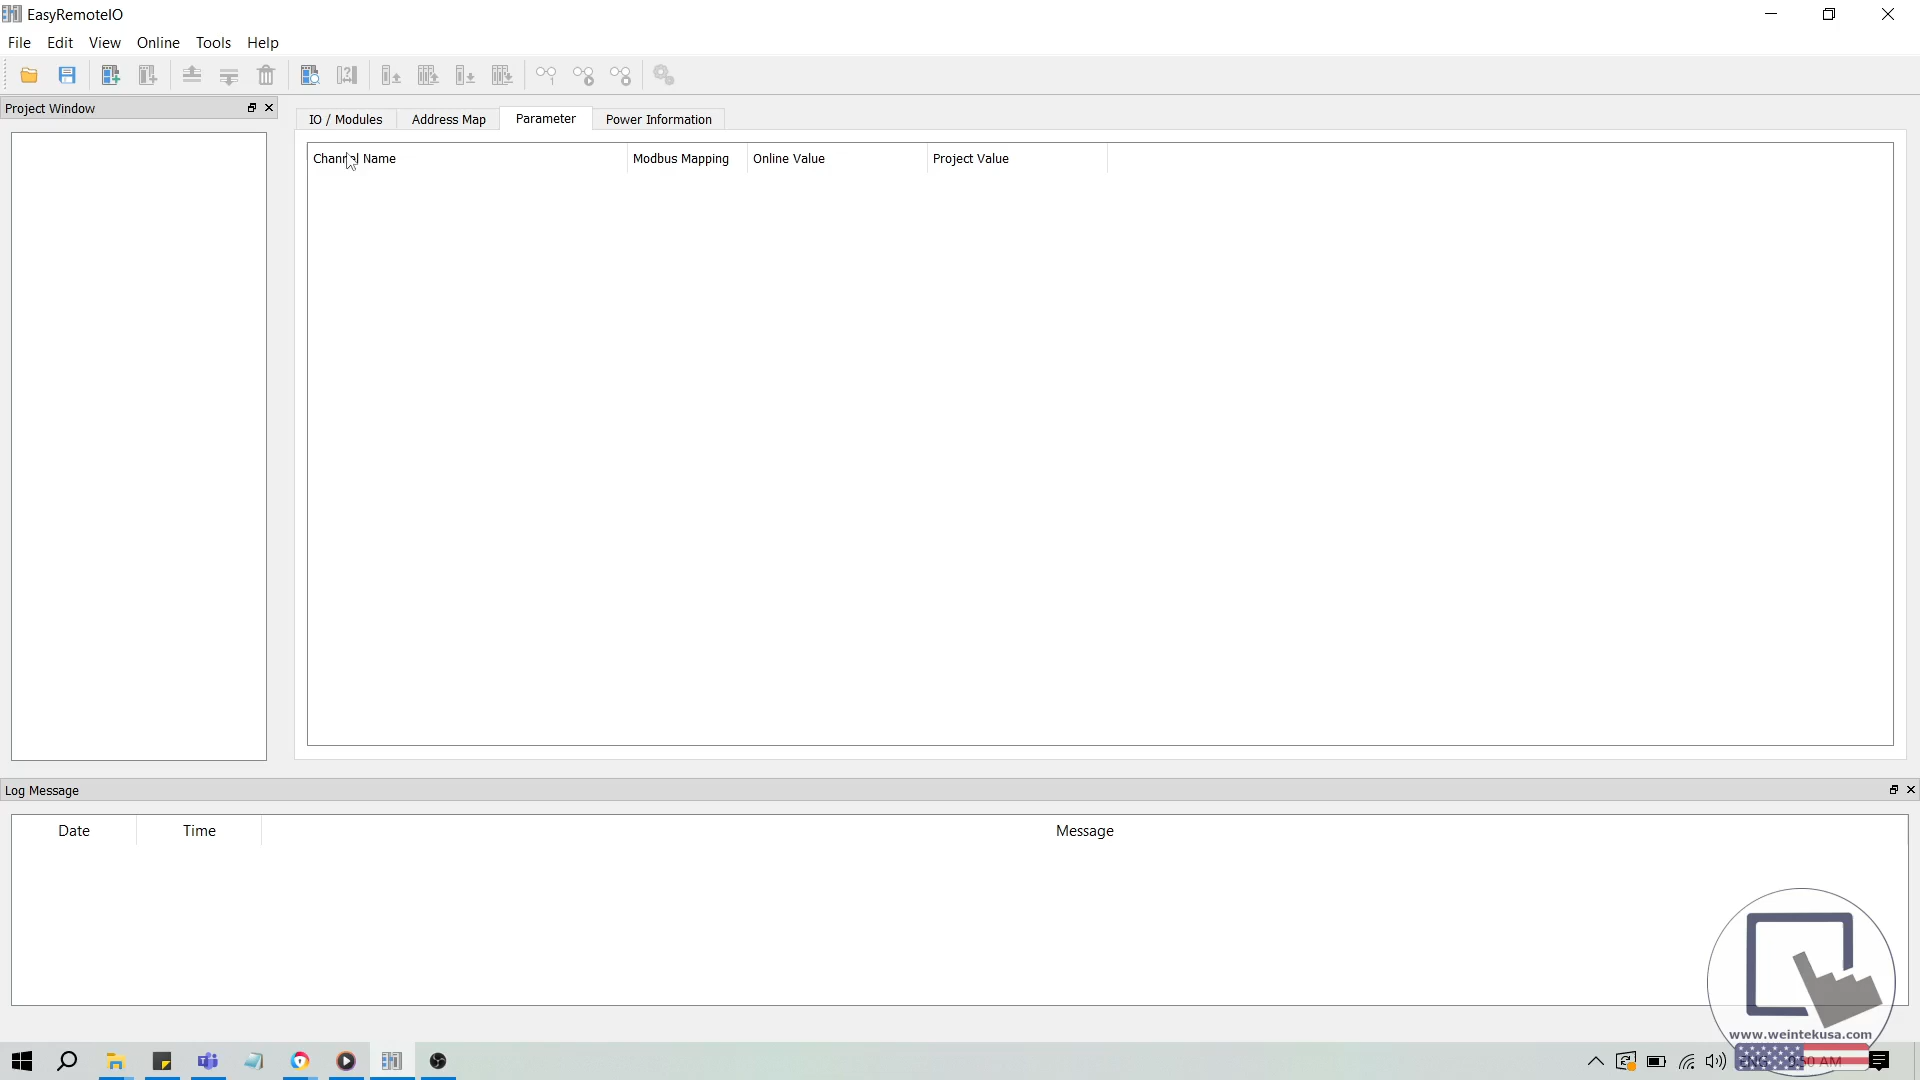 EasyRemoteIO
File Edit View Online Tools Help
Project Window
IO / Modules Address Map Parameter Power Information
Channel Name Modbus Mapping Online Value Project Value
Log Message
Date Time Message
www.weintekusa.com